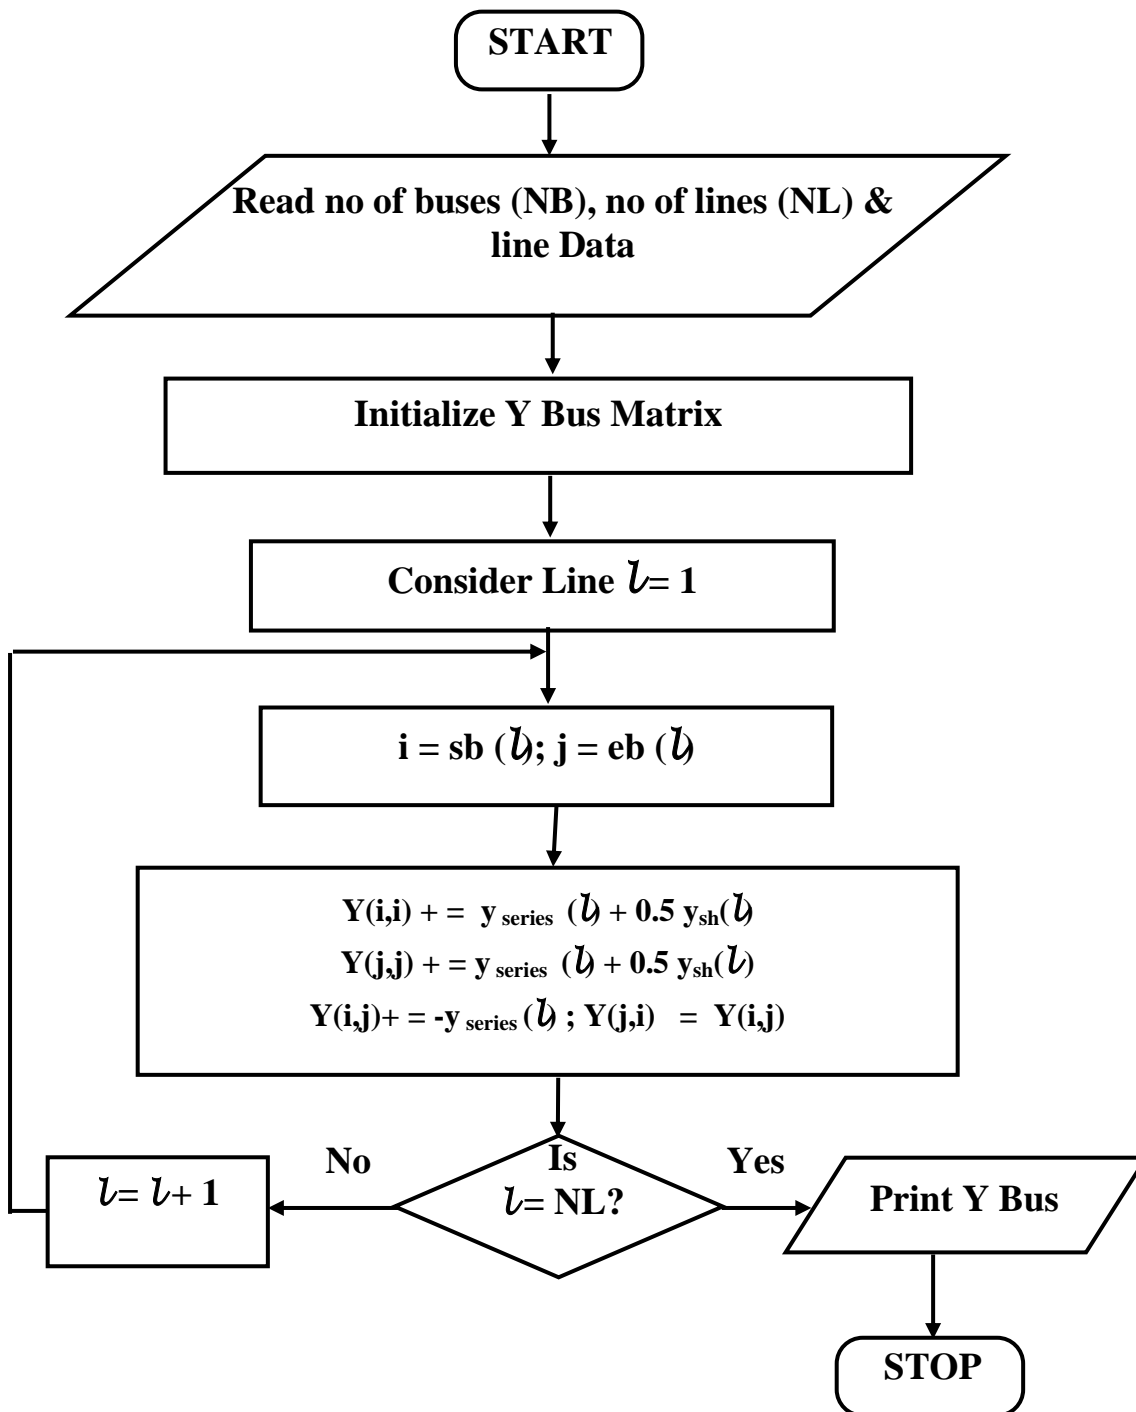 START
Read no of buses (NB), no of lines (NL) &
line Data
Initialize Y Bus Matrix
Consider Line l= 1
i = sb (l); j = eb (l)
Y(i,i) + = y series (l) + 0.5 ysh(l)
Y(j,j) + = y series (l) + 0.5 ysh(l)
Y(i,j)+ = -y series (l) ; Y(j,i) = Y(i,j)
No
Is
Yes
l= l+ 1
l= NL?
Print Y Bus
STOP